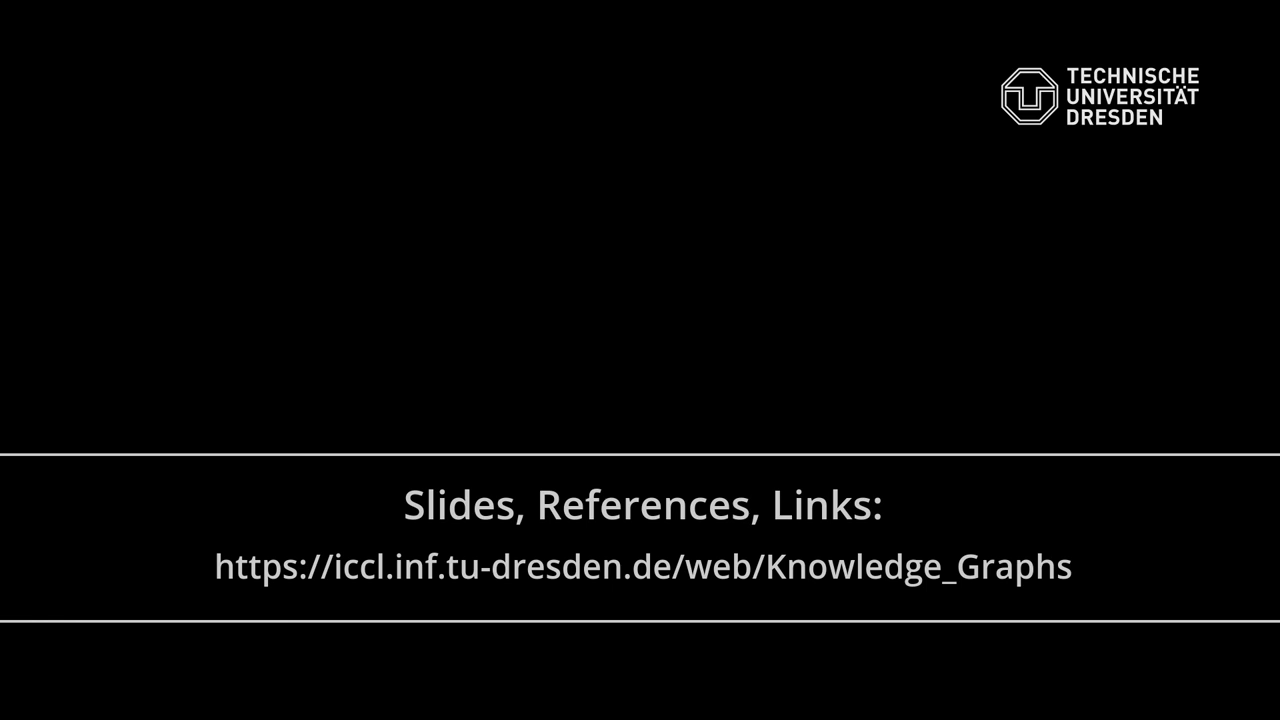 TECHNISCHE
UNIVERSITÄT
DRESDEN
Slides, References, Links:
https://iccl.inf.tu-dresden.de/web/Knowledge_Graphs